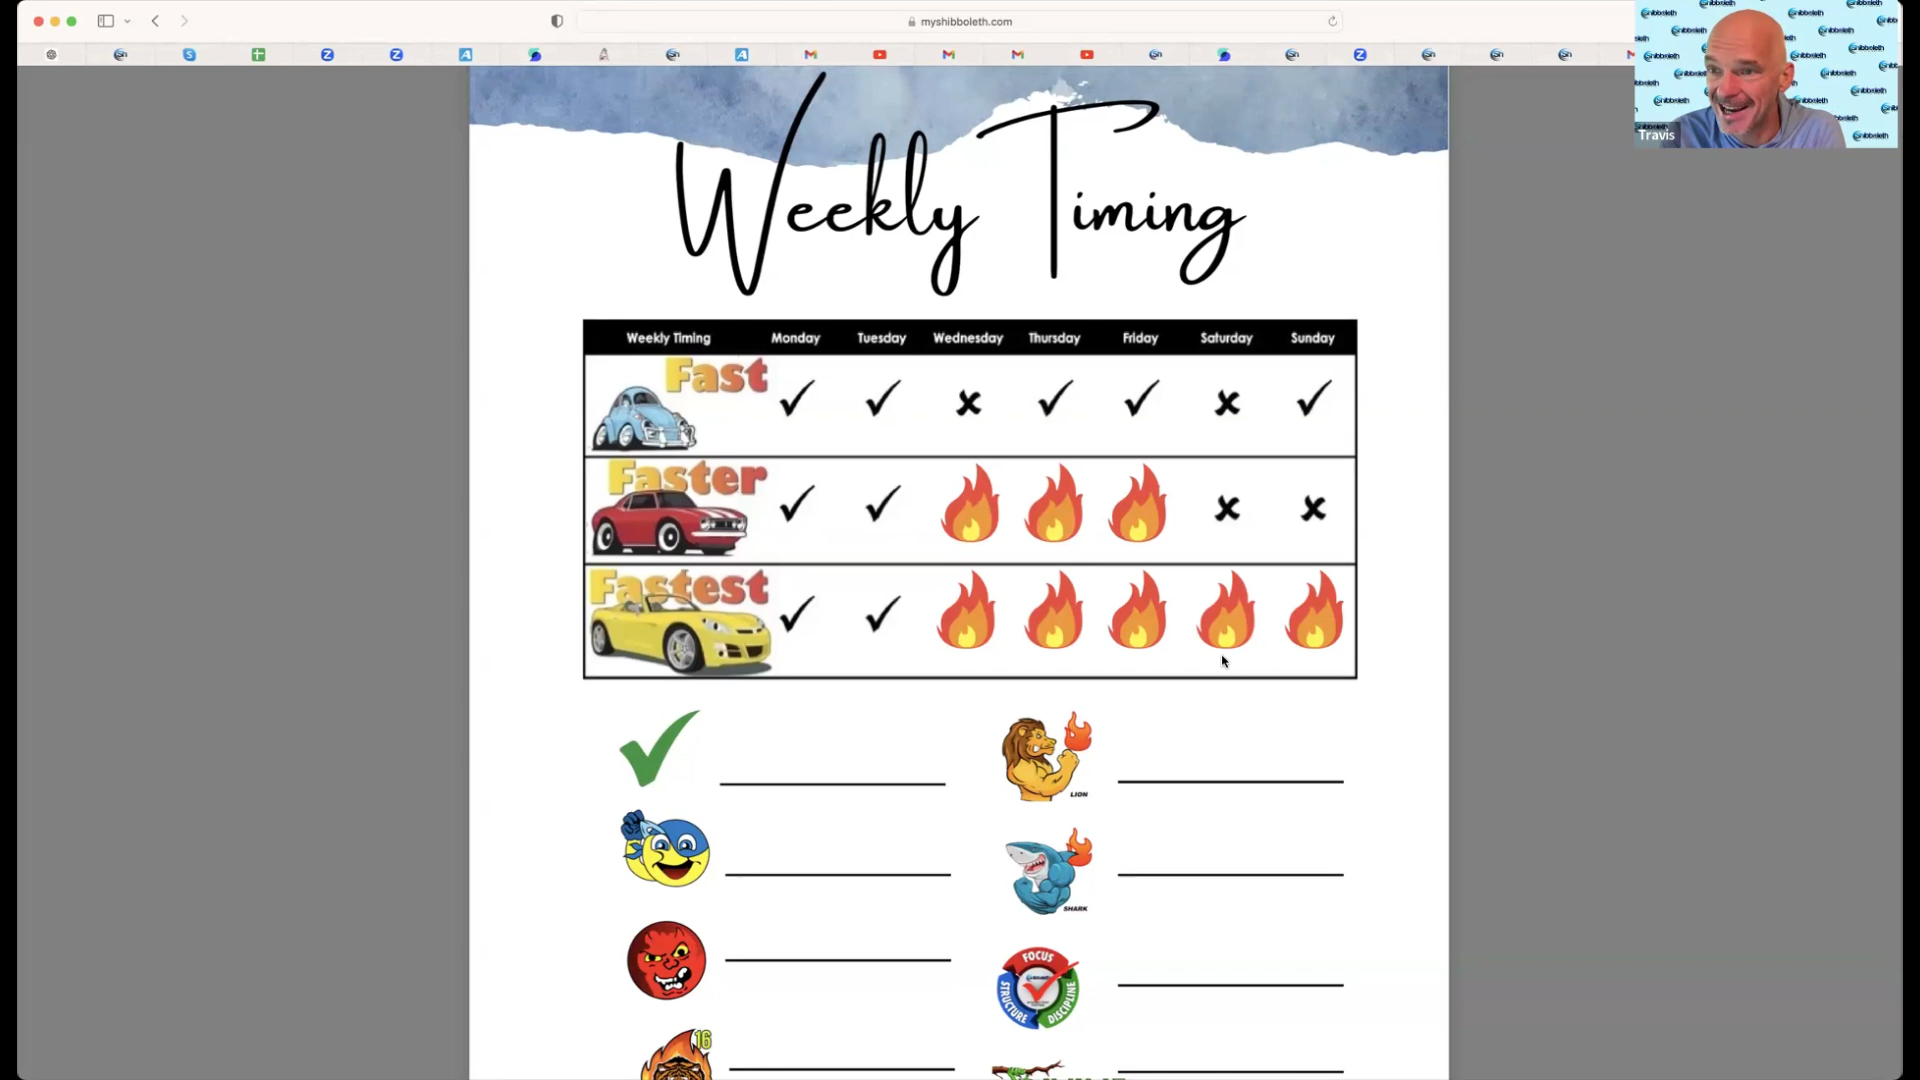 myshibboleth.com
Travis
Weekly Timing
Weekly Timing Monday Tuesday Wednesday Thursday Friday Saturday Sunday
Fast
Faster
Fastest
LION
SHARK
FOCUS
STRUCTURE
DISCIPLINE
16